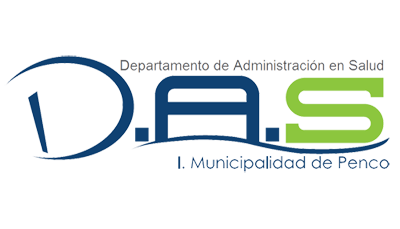 Departamento de Administración en Salud
D.A.S
I. Municipalidad de Penco